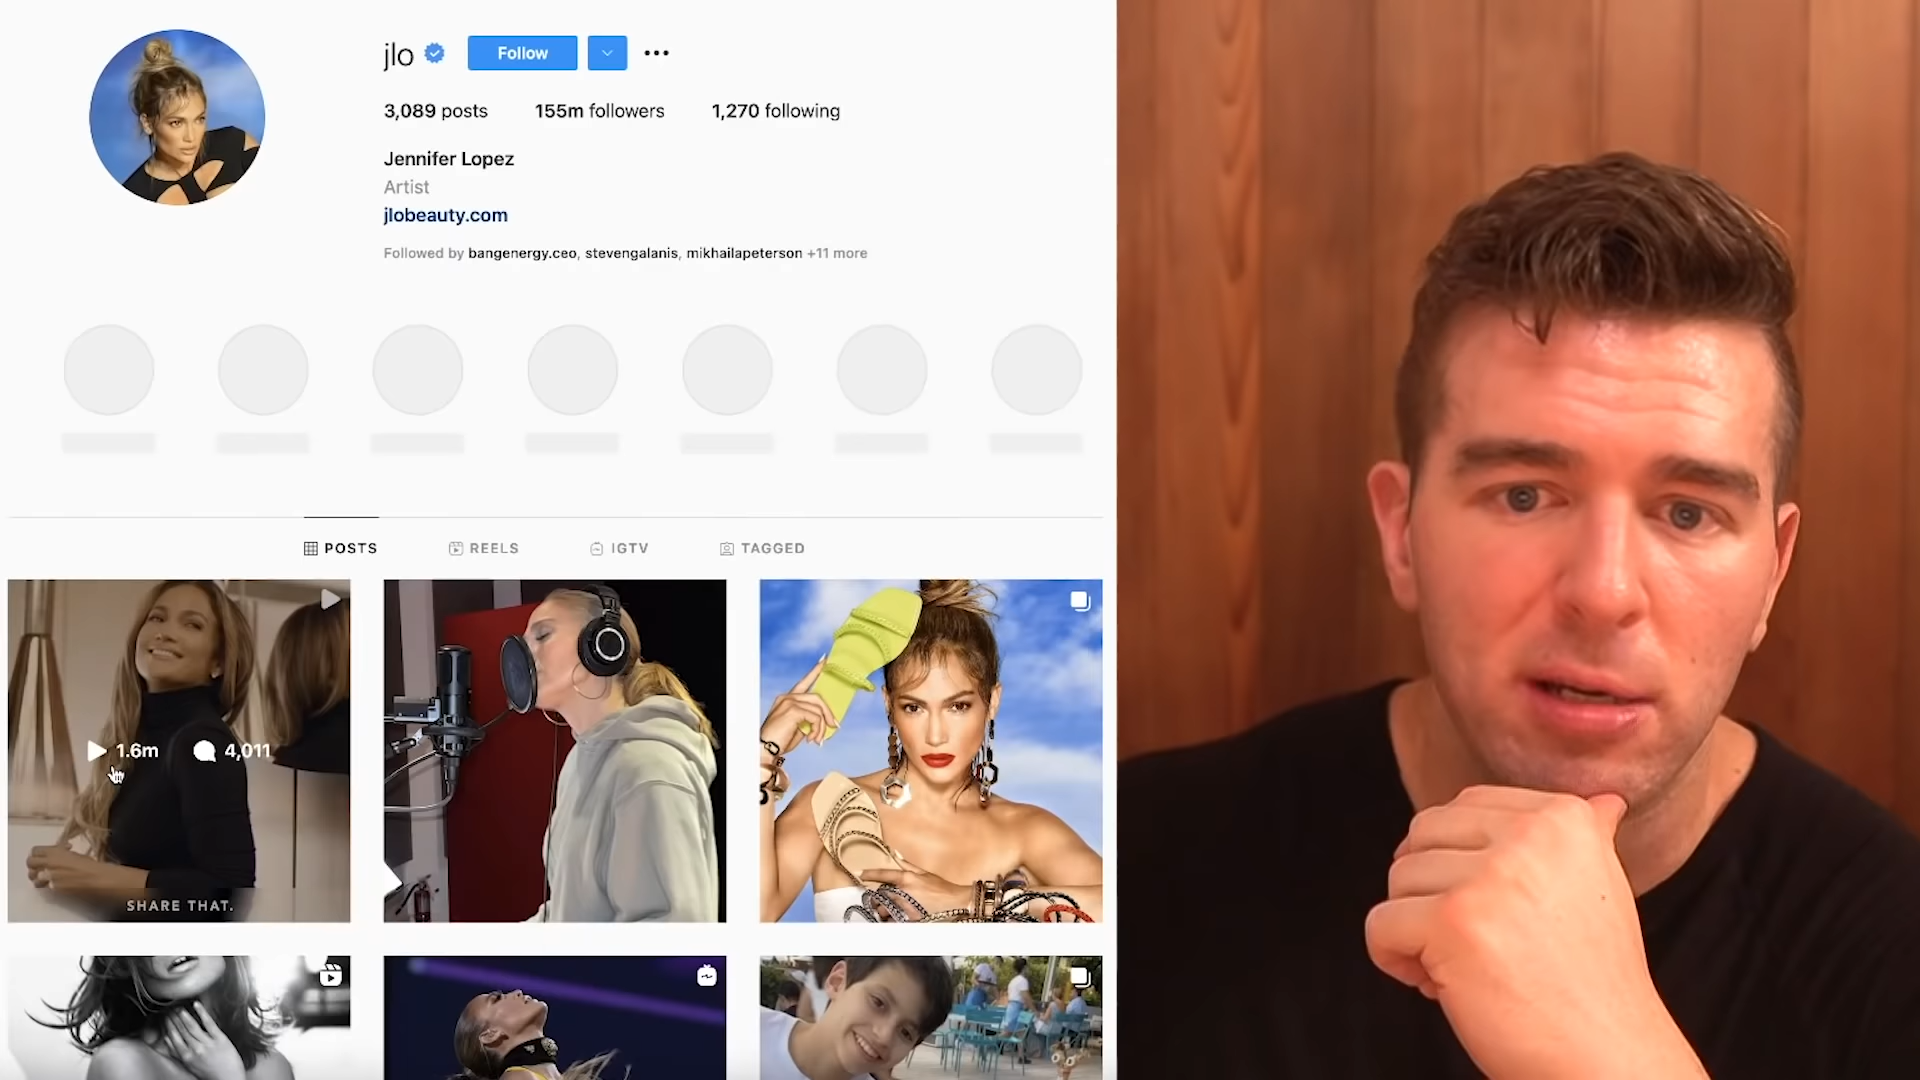 jlo Follow
3,089 posts 155m followers 1,270 following
Jennifer Lopez
Artist
jlobeauty.com
Followed by bangenergy.ceo, stevengalanis, mikhailapeterson +11 more
POSTS REELS IGTV TAGGED
1.6m 4,011
SHARE THAT.